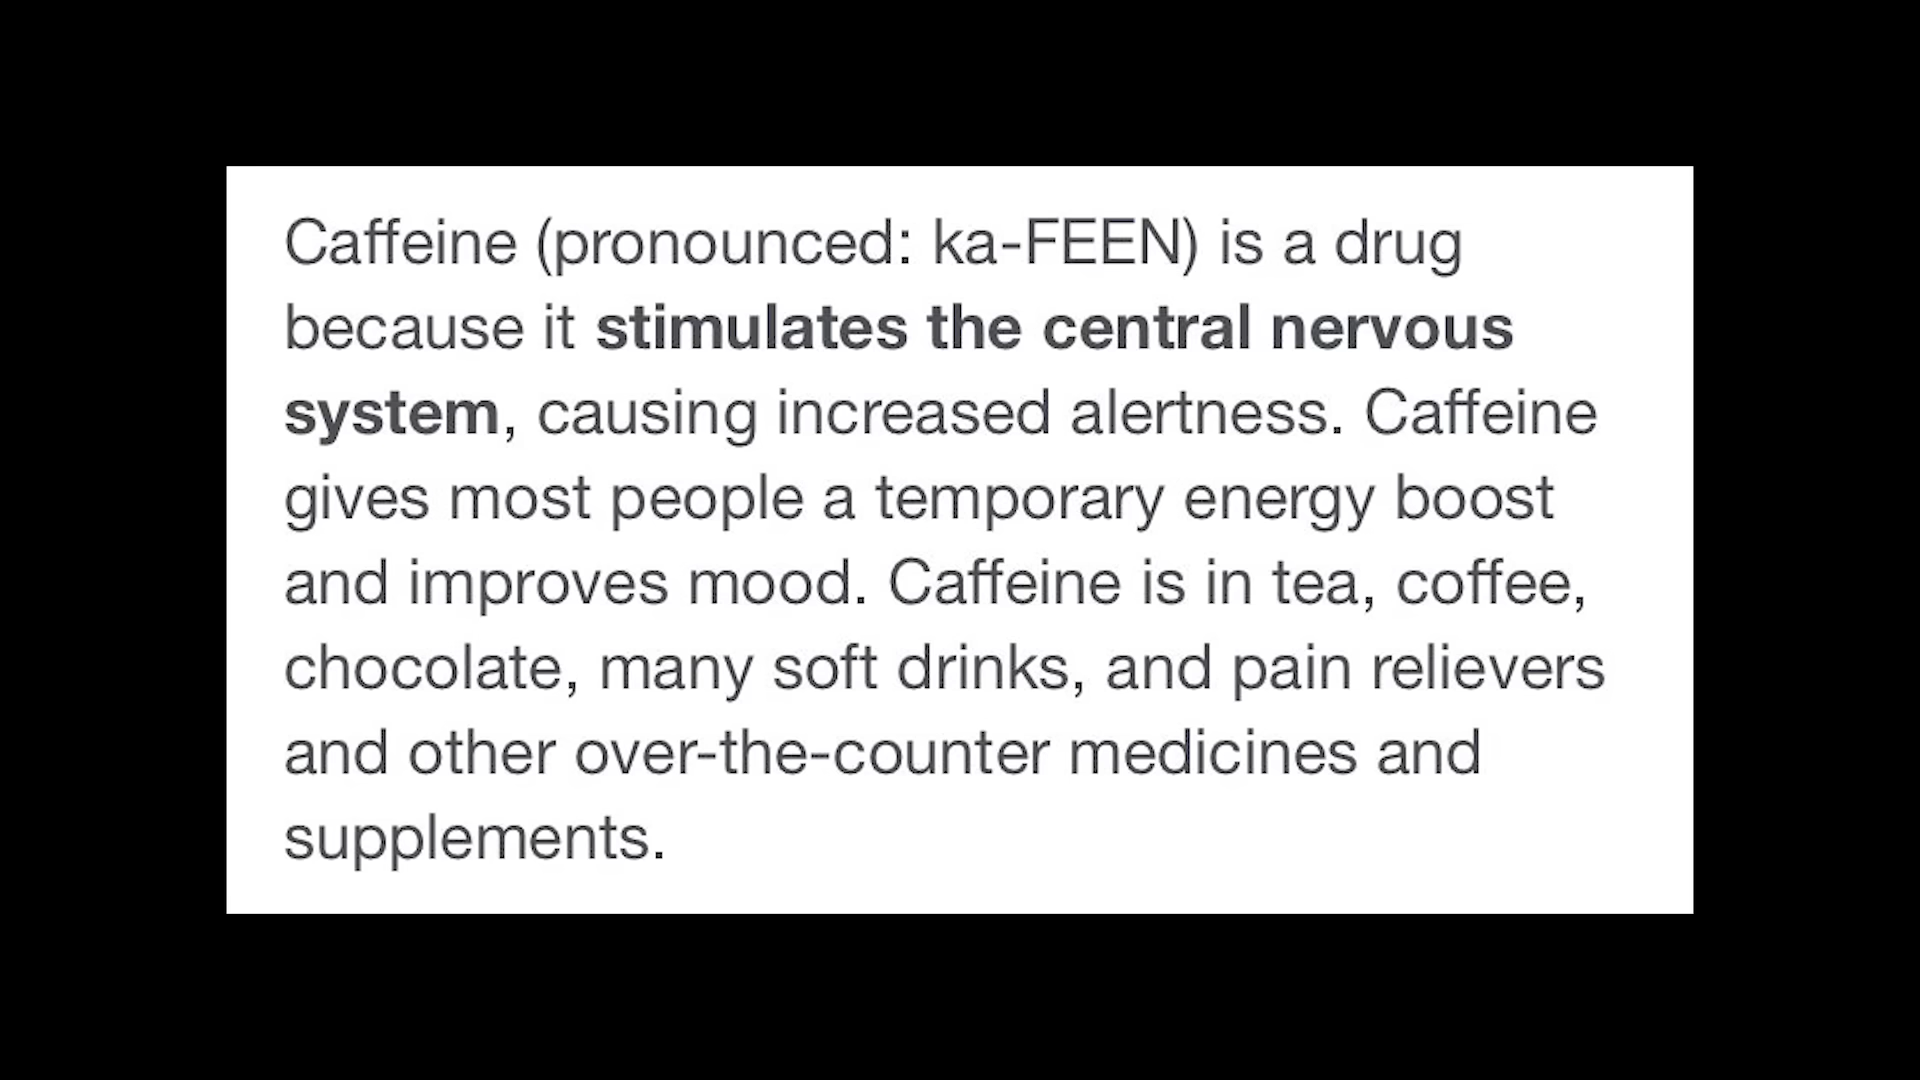 Caffeine (pronounced: ka-FEEN) is a drug
because it stimulates the central nervous
system, causing increased alertness. Caffeine
gives most people a temporary energy boost
and improves mood. Caffeine is in tea, coffee,
chocolate, many soft drinks, and pain relievers
and other over-the-counter medicines and
supplements.